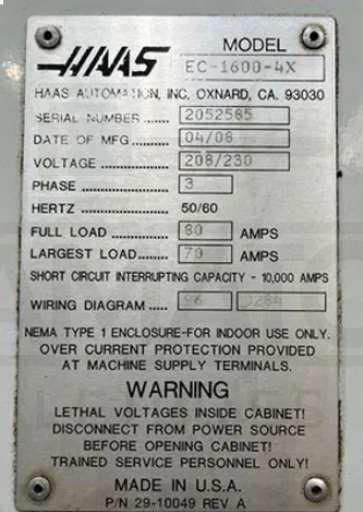 HAAS
MODEL
EC-1600-4X
HAAS AUTOMATION, INC, OXNARD, CA. 93030
SERIAL NUMBER ...... 2052565
DATE OF MFG ........... 04/06
VOLTAGE ................. 208/230
PHASE ..................... 3
HERTZ 50/60
FULL LOAD .............. 80 AMPS
LARGEST LOAD....... 70 AMPS
SHORT CIRCUIT INTERRUPTING CAPACITY - 10,000 AMPS
WIRING DIAGRAM ..... 96
NEMA TYPE 1 ENCLOSURE-FOR INDOOR USE ONLY.
OVER CURRENT PROTECTION PROVIDED
AT MACHINE SUPPLY TERMINALS.
WARNING
LETHAL VOLTAGES INSIDE CABINET!
DISCONNECT FROM POWER SOURCE
BEFORE OPENING CABINET!
TRAINED SERVICE PERSONNEL ONLY!
MADE IN U.S.A.
P/N 29-10049 REV A